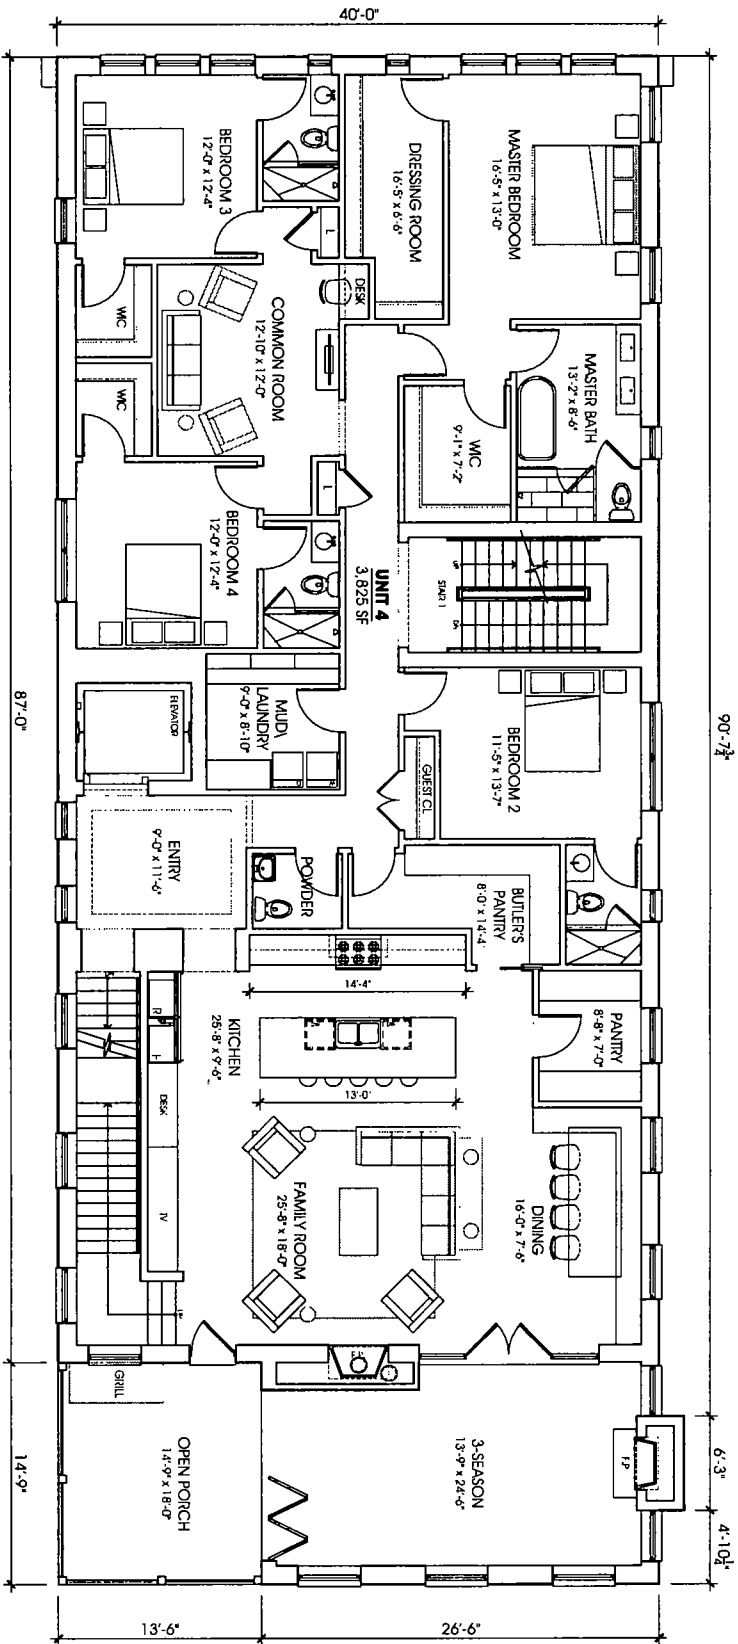 40'-0"
BEDROOM 3
12'-0" x 12'-4"
DRESSING ROOM
16'-5" x 6'-6"
MASTER BEDROOM
16'-5" x 13'-0"
L
DESK
WIC
COMMON ROOM
12'-10" x 12'-0"
MASTER BATH
13'-2" x 8'-6"
WIC
WIC
9'-1" x 7'-2"
L
BEDROOM 4
12'-0" x 12'-4"
UNIT 4
3,825 SF
STAIR 1
UP
DN
87'-0"
90'-7¾"
ELEVATOR
MUD\
LAUNDRY
9'-0" x 8'-10"
GUEST CL
BEDROOM 2
11'-5" x 13'-7"
ENTRY
9'-0" x 11'-6"
POWDER
BUTLER'S
PANTRY
8'-0" x 14'-4"
14'-4"
R
F
KITCHEN
25'-8" x 9'-6"
PANTRY
8'-8" x 7'-0"
13'-0"
DESK
TV
FAMILY ROOM
25'-8" x 18'-0"
DINING
16'-0" x 7'-6"
GRILL
F.P.
F.P.
6'-3"
14'-9"
OPEN PORCH
14'-9" x 18'-0"
3-SEASON
13'-9" x 24'-6"
4'-10¼"
13'-6"
26'-6"